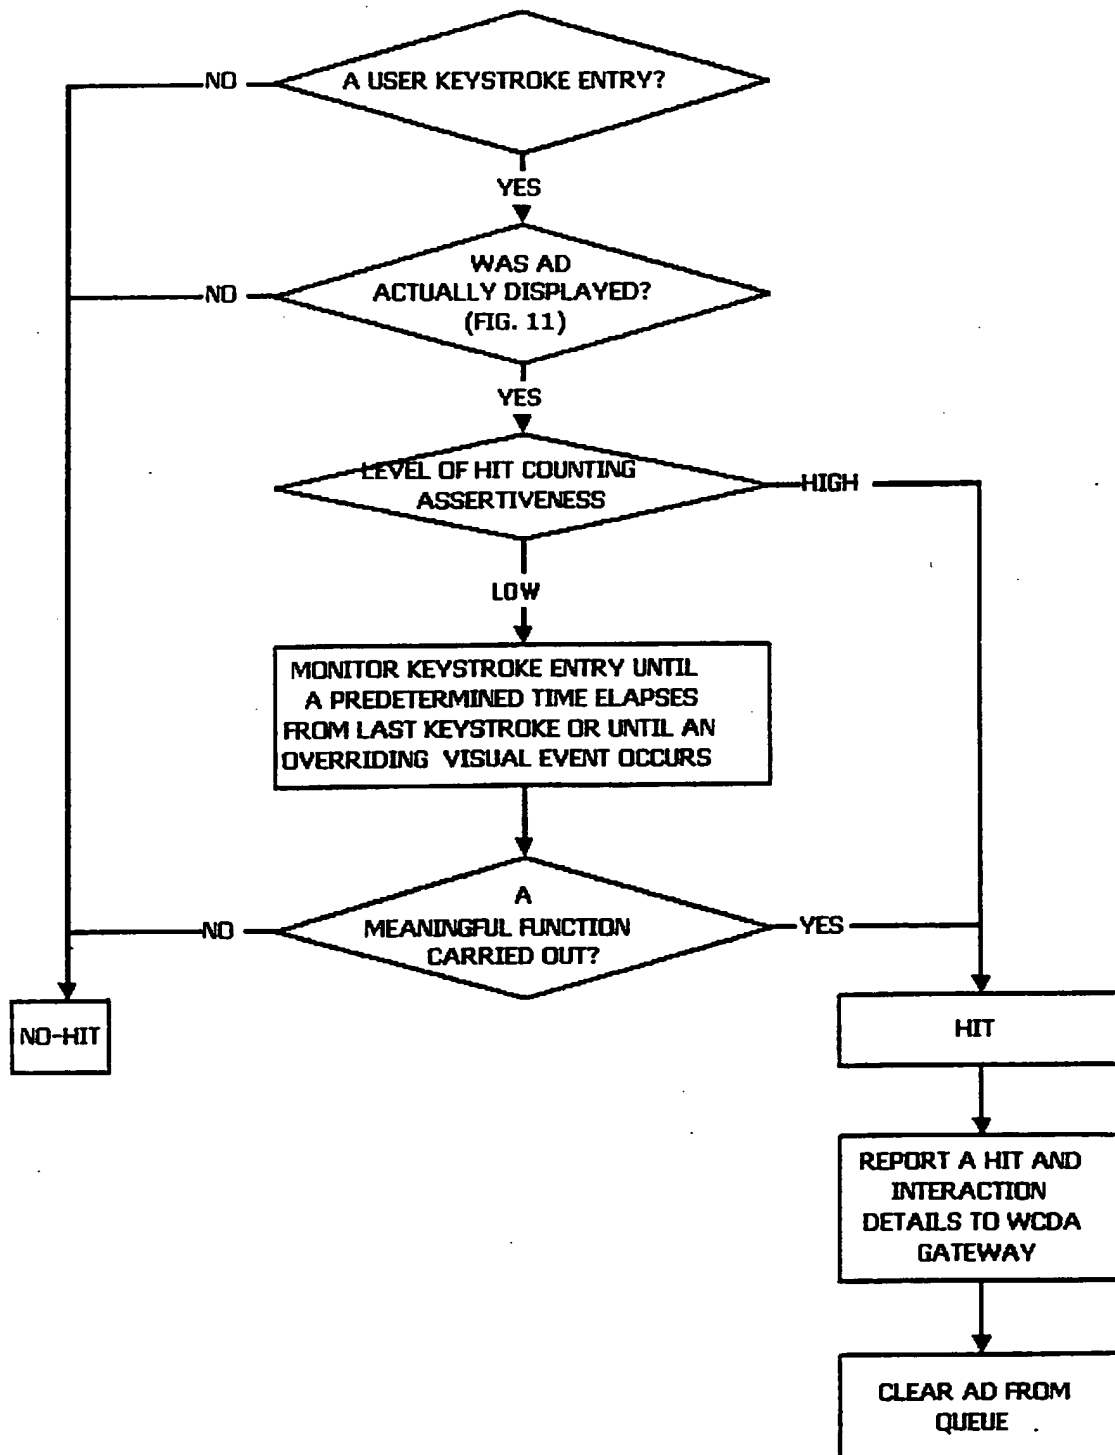 NO
A USER KEYSTROKE ENTRY?
YES
WAS AD
ACTUALLY DISPLAYED?
(FIG. 11)
NO
YES
LEVEL OF HIT COUNTING
ASSERTIVENESS
HIGH
LOW
MONITOR KEYSTROKE ENTRY UNTIL
A PREDETERMINED TIME ELAPSES
FROM LAST KEYSTROKE OR UNTIL AN
OVERRIDING VISUAL EVENT OCCURS
A
MEANINGFUL FUNCTION
CARRIED OUT?
NO
YES
NO-HIT
HIT
REPORT A HIT AND
INTERACTION
DETAILS TO WCDA
GATEWAY
CLEAR AD FROM
QUEUE